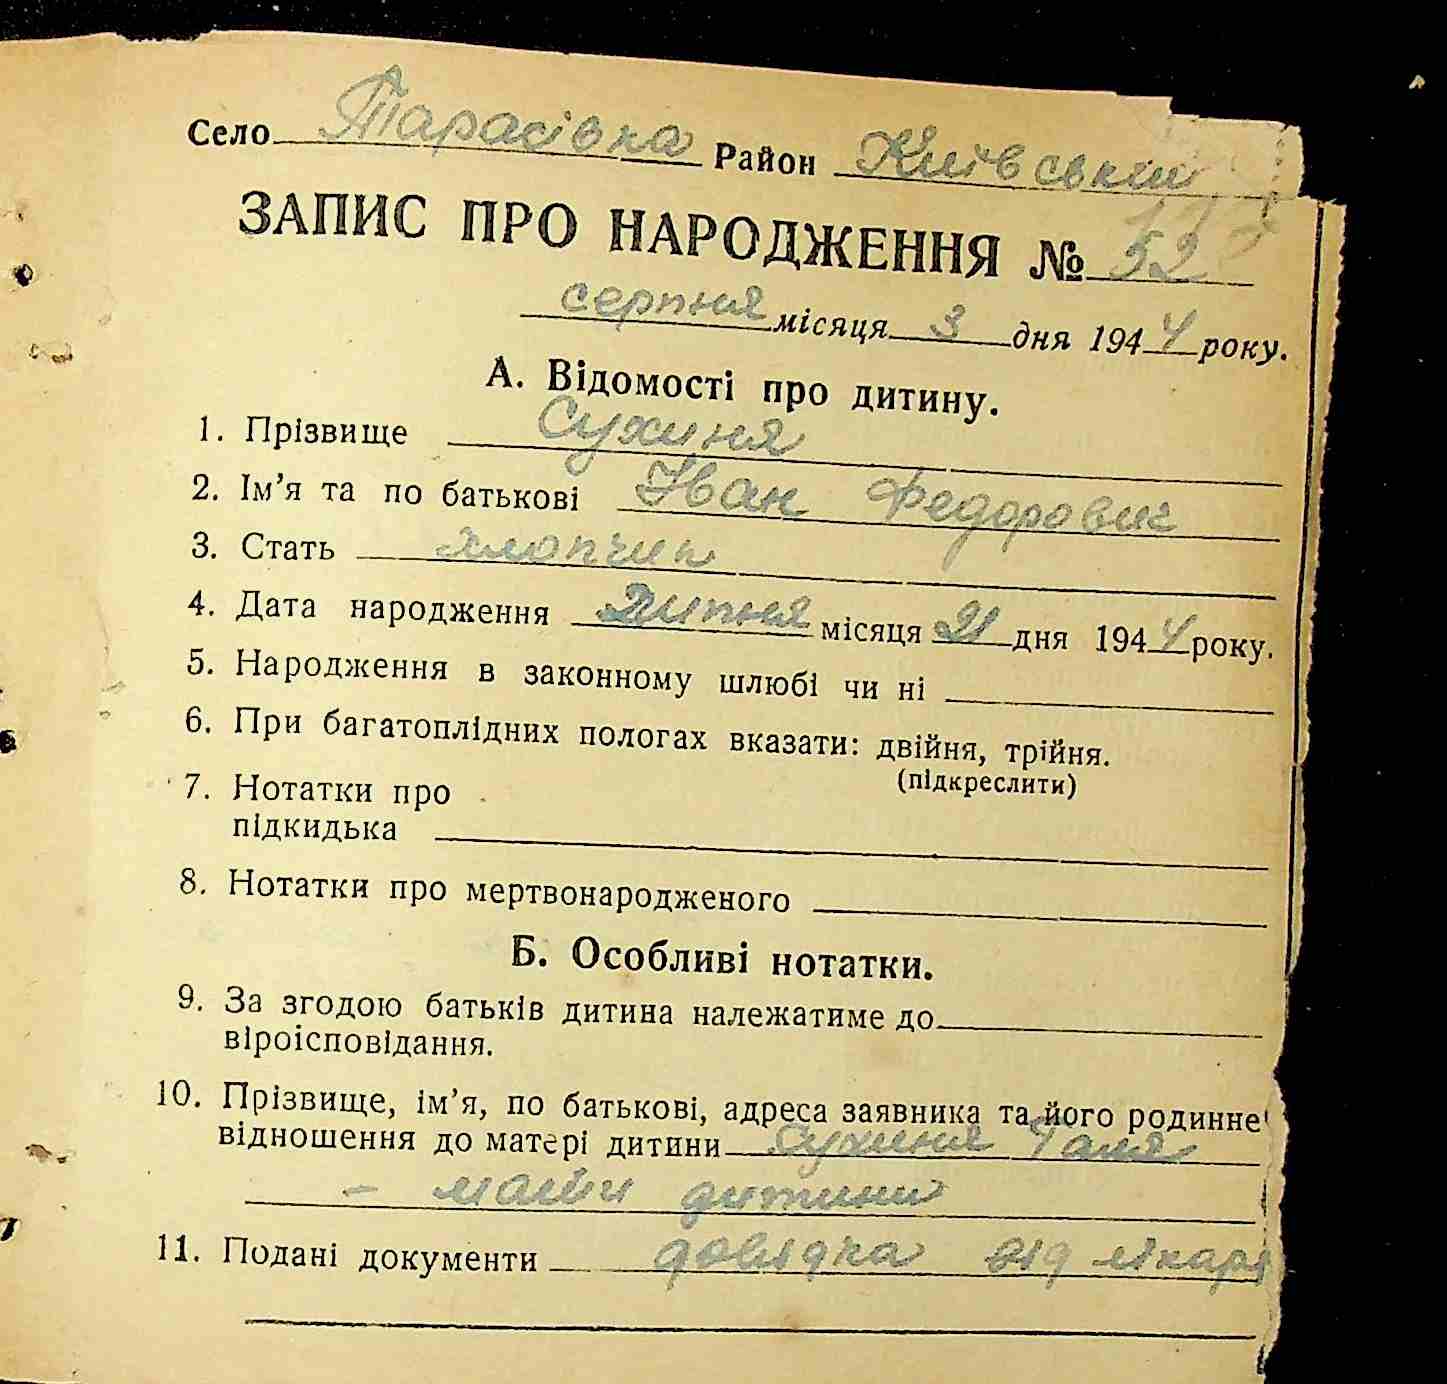 Село Тарасівка Район Київський
ЗАПИС ПРО НАРОДЖЕННЯ № 52
серпня місяця 3 дня 1944 року.
А. Відомості про дитину.
1. Прізвище Сухиня
2. Ім’я та по батькові Іван Федорович
3. Стать хлопчик
4. Дата народження Липня місяця 21 дня 1944 року.
5. Народження в законному шлюбі чи ні
6. При багатоплідних пологах вказати: двійня, трійня.
(підкреслити)
7. Нотатки про
підкидька
8. Нотатки про мертвонародженого
Б. Особливі нотатки.
9. За згодою батьків дитина належатиме до
віроісповідання.
10. Прізвище, ім’я, по батькові, адреса заявника та його родинне
відношення до матері дитини Сухиня Галя
– мати дитини
11. Подані документи довідка від лікаря